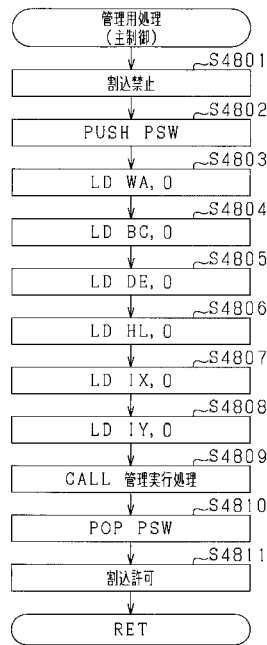 管理用処理
(主制御)
S4801
割込禁止
S4802
PUSH PSW
S4803
LD WA, 0
S4804
LD BC, 0
S4805
LD DE, 0
S4806
LD HL, 0
S4807
LD IX, 0
S4808
LD IY, 0
S4809
CALL 管理実行処理
S4810
POP PSW
S4811
割込許可
RET